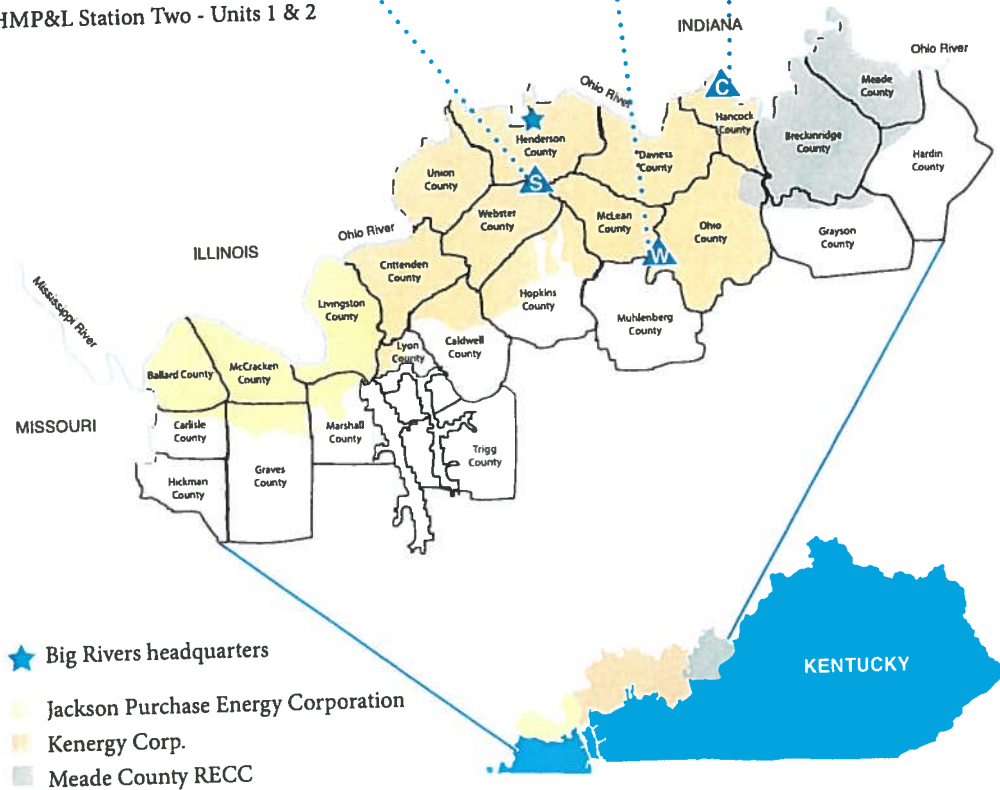 HMP&L Station Two - Units 1 & 2
INDIANA
Ohio River
Ohio River
Meade
County
C
Hancock
County
Henderson
County
Daviess
County
Breckinridge
County
Hardin
County
Union
County
S
Webster
County
McLean
County
Ohio
County
Grayson
County
W
Ohio River
ILLINOIS
Crittenden
County
Hopkins
County
Mississippi River
Livingston
County
Muhlenberg
County
Lyon
County
Caldwell
County
Ballard County
McCracken
County
MISSOURI
Carlisle
County
Marshall
County
Trigg
County
Hickman
County
Graves
County
KENTUCKY
Big Rivers headquarters
Jackson Purchase Energy Corporation
Kenergy Corp.
Meade County RECC